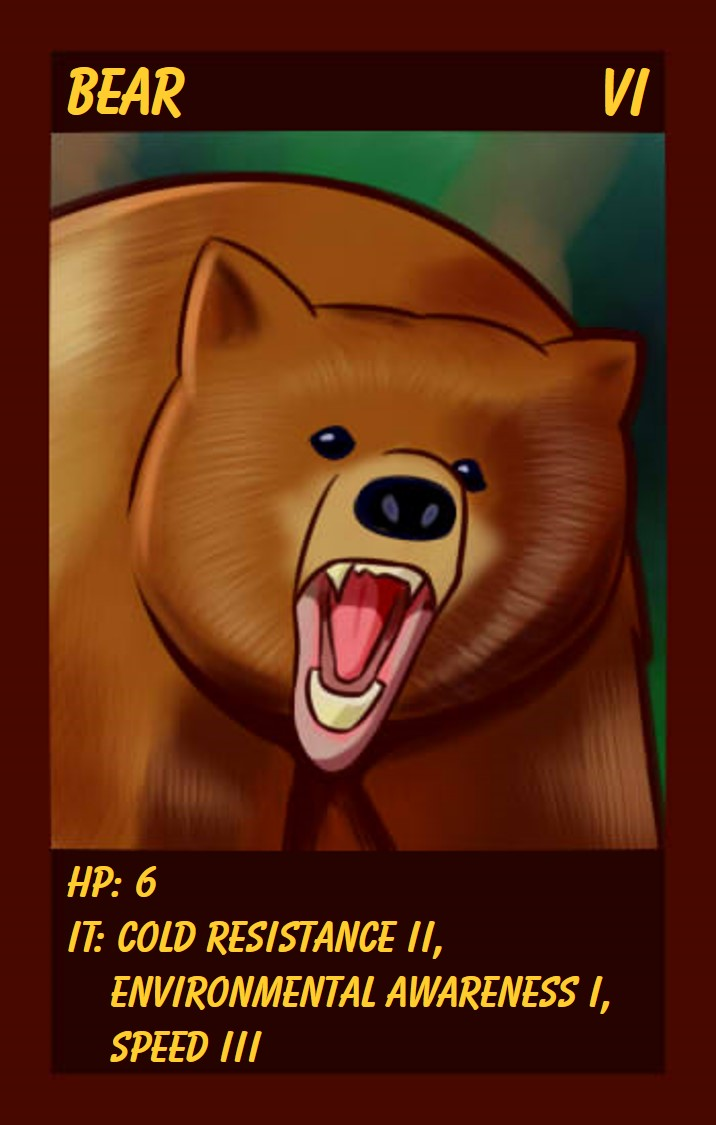 BEAR VI
HP: 6
IT: COLD RESISTANCE II,
ENVIRONMENTAL AWARENESS I,
SPEED III